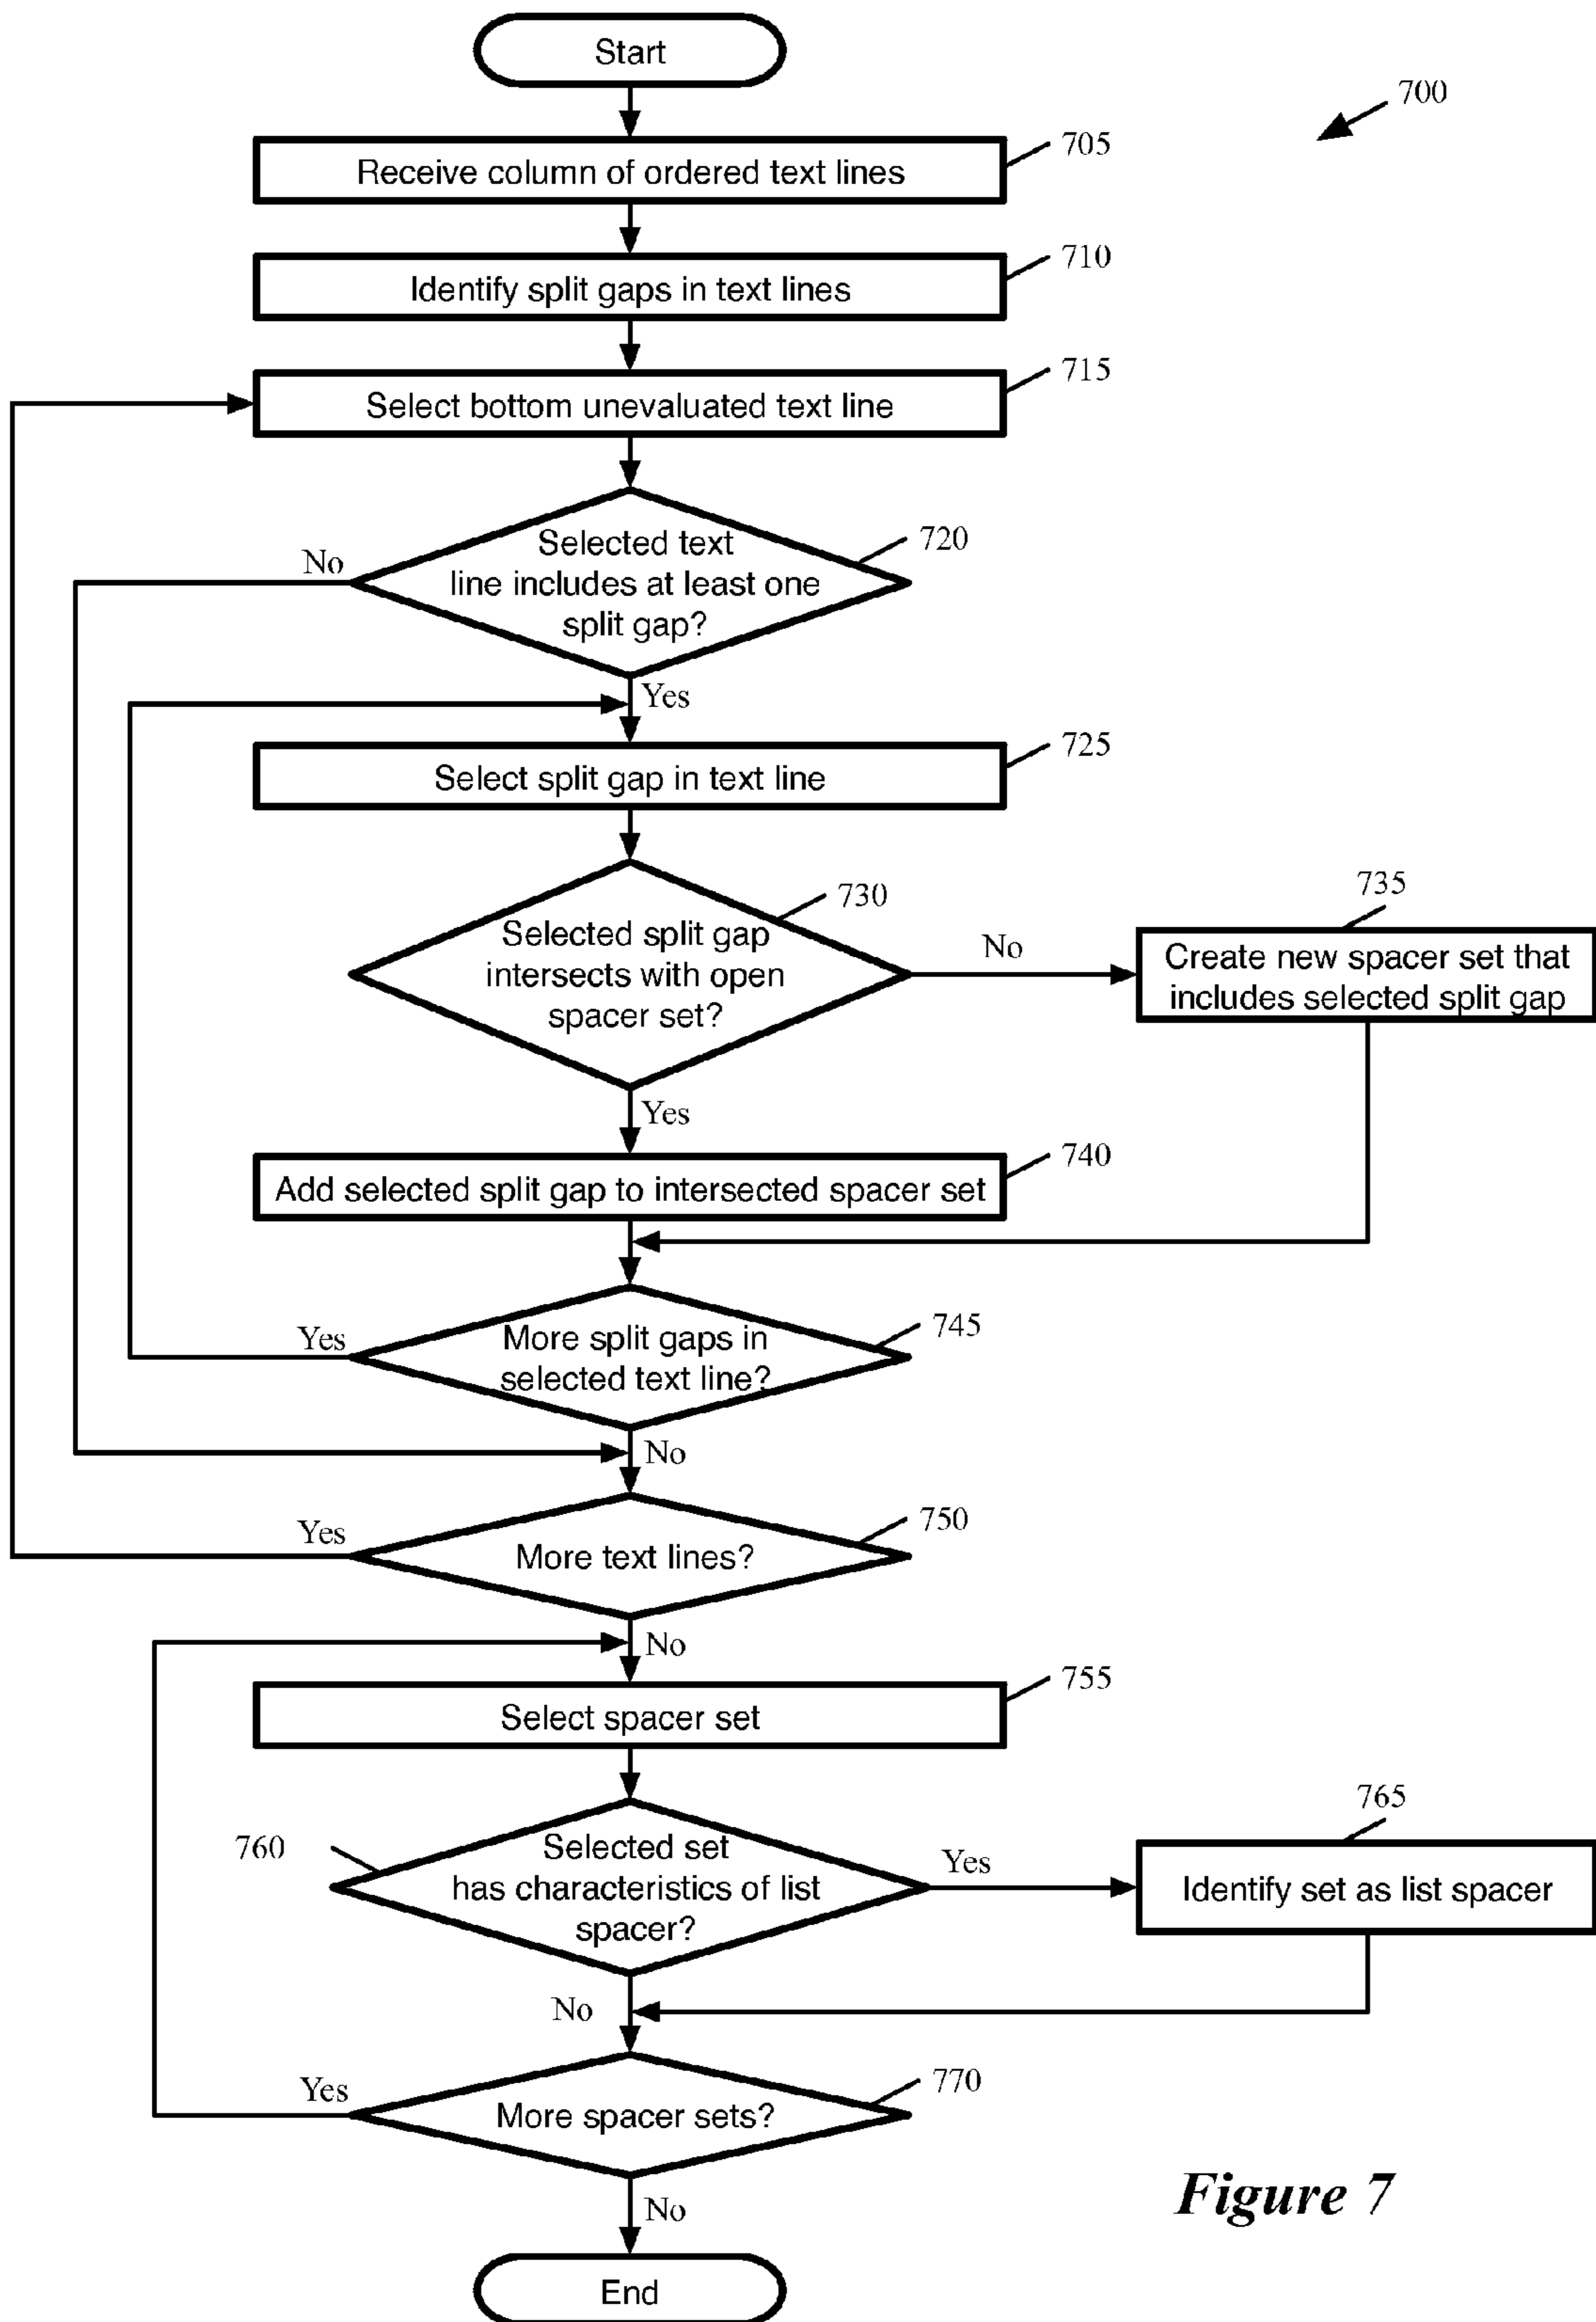 Start
700
705
Receive column of ordered text lines
710
Identify split gaps in text lines
715
Select bottom unevaluated text line
720
Selected text
line includes at least one
split gap?
No
Yes
725
Select split gap in text line
730
Selected split gap
intersects with open
spacer set?
No
735
Create new spacer set that
includes selected split gap
Yes
740
Add selected split gap to intersected spacer set
745
More split gaps in
selected text line?
Yes
No
750
More text lines?
Yes
No
755
Select spacer set
760
Selected set
has characteristics of list
spacer?
Yes
765
Identify set as list spacer
No
770
More spacer sets?
Yes
No
End
Figure 7